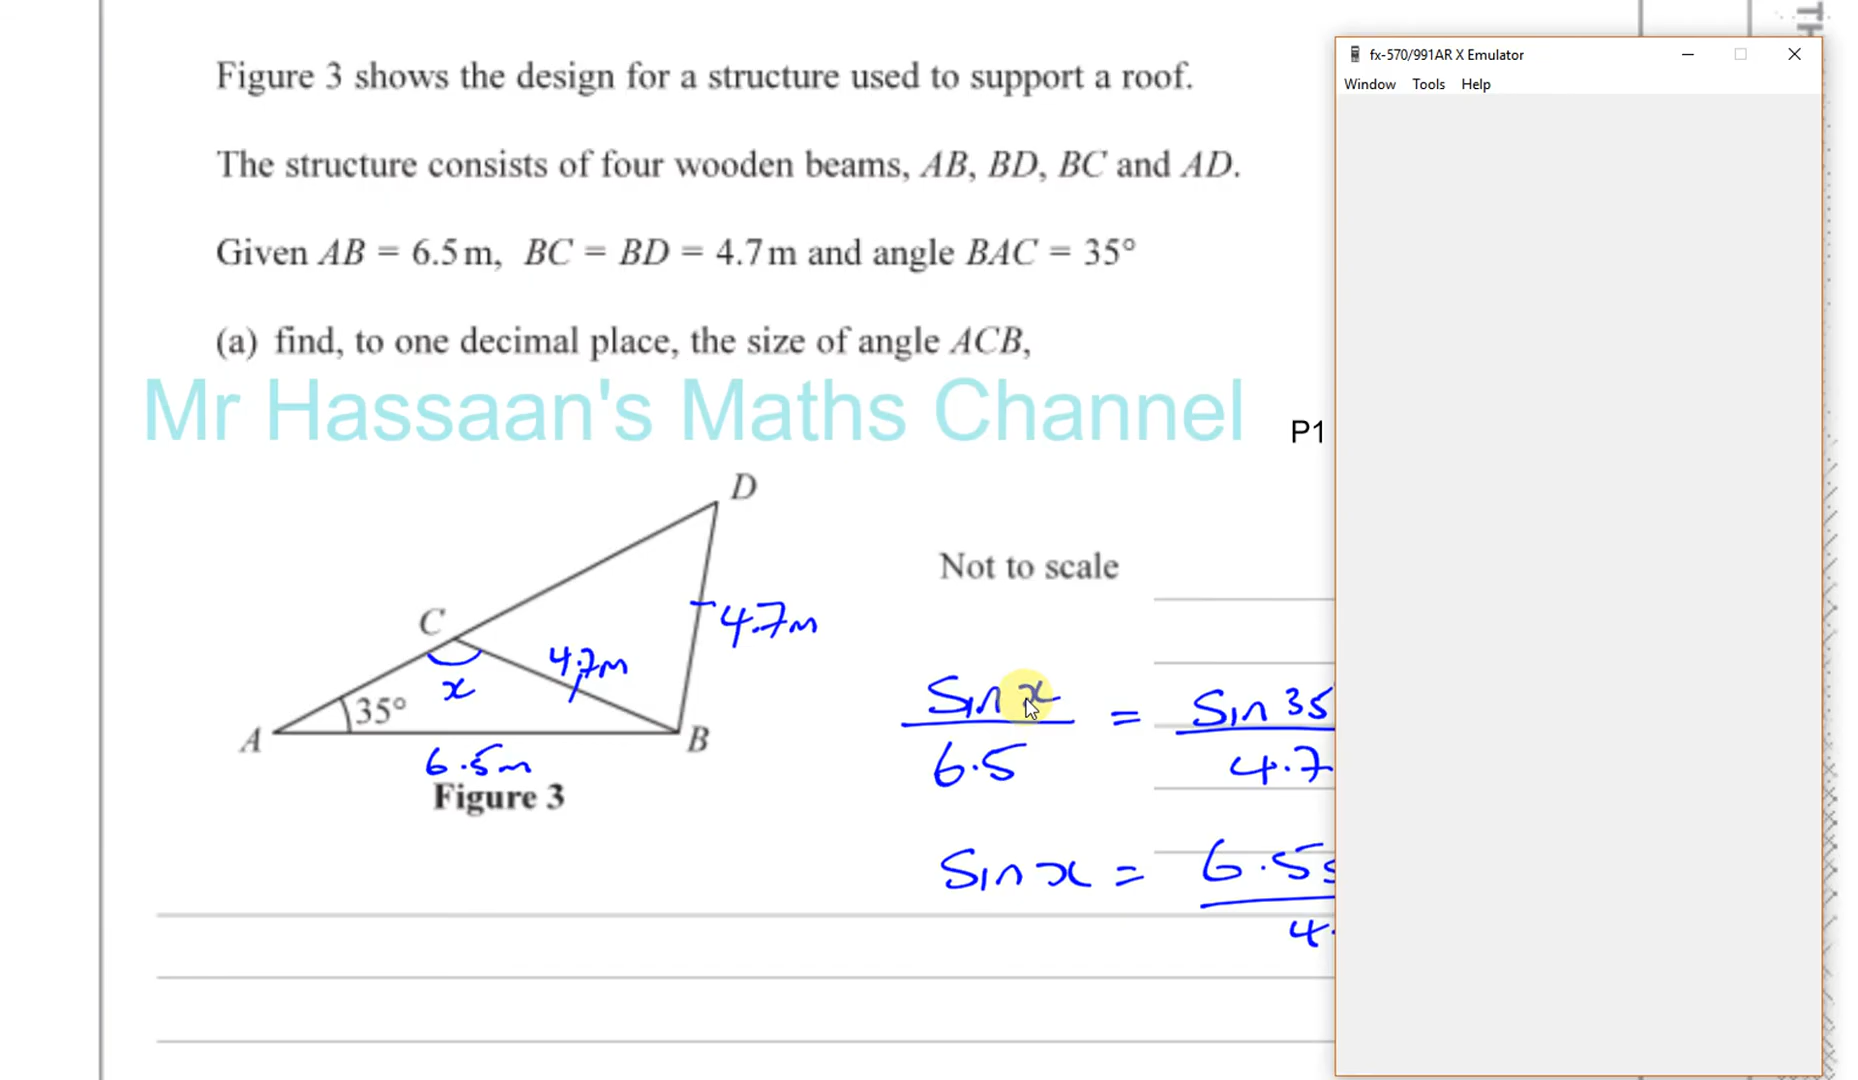 Figure 3 shows the design for a structure used to support a roof.
The structure consists of four wooden beams, AB, BD, BC and AD.
Given AB = 6.5 m, BC = BD = 4.7 m and angle BAC = 35°
(a) find, to one decimal place, the size of angle ACB,
Mr Hassaan's Maths Channel
P1
D
Not to scale
C
4.7m
4.7m
x
35°
A
B
6.5m
Figure 3
Sin x / 6.5 = Sin 35 / 4.7
Sin x = 6.5s / 4.
fx-570/991AR X Emulator
Window Tools Help